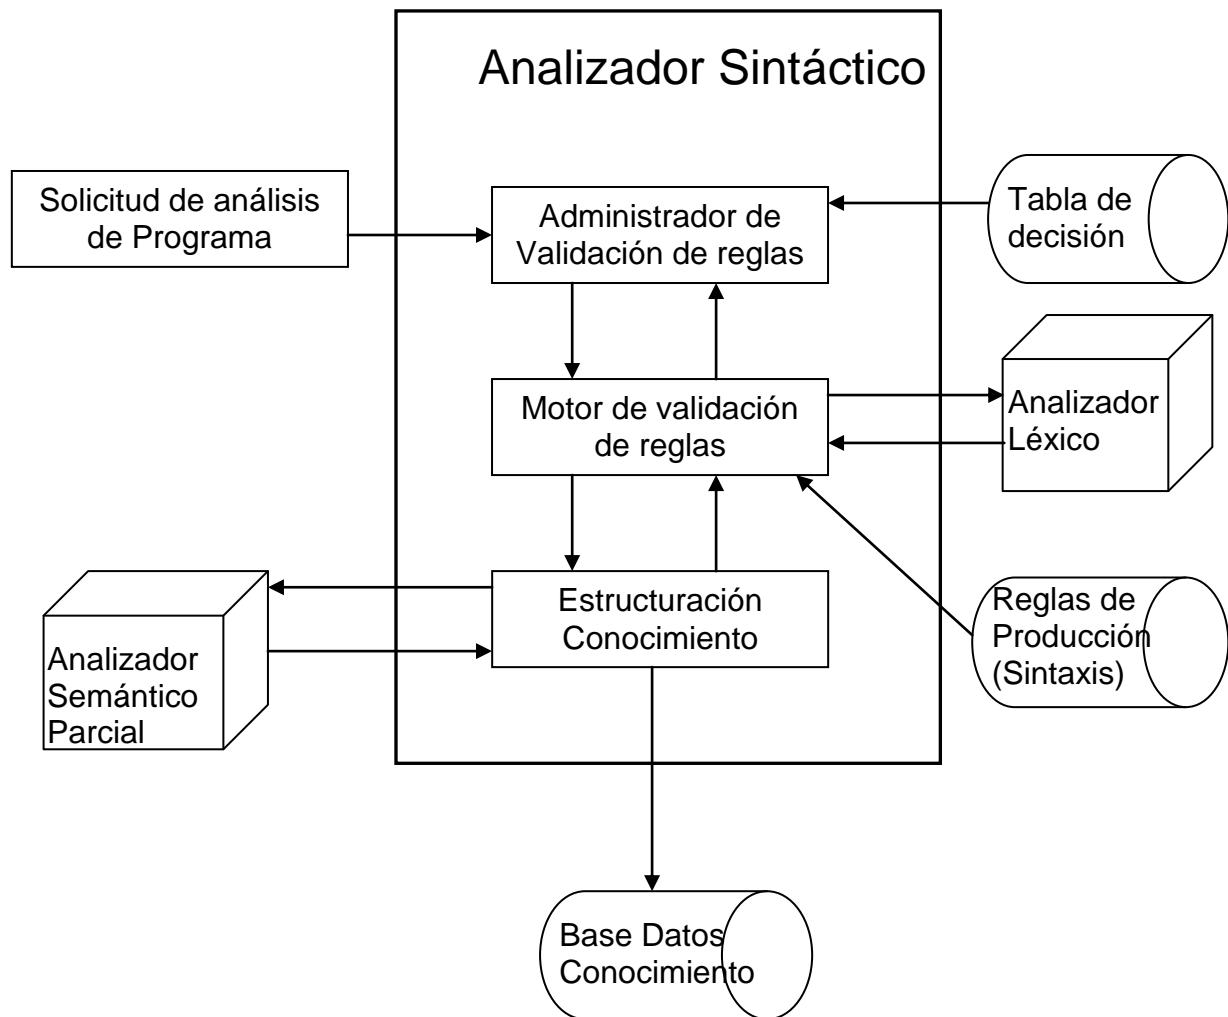 Analizador Sintáctico
Solicitud de análisis
de Programa
Administrador de
Validación de reglas
Tabla de
decisión
Motor de validación
de reglas
Analizador
Léxico
Estructuración
Conocimiento
Reglas de
Producción
(Sintaxis)
Analizador
Semántico
Parcial
Base Datos
Conocimiento